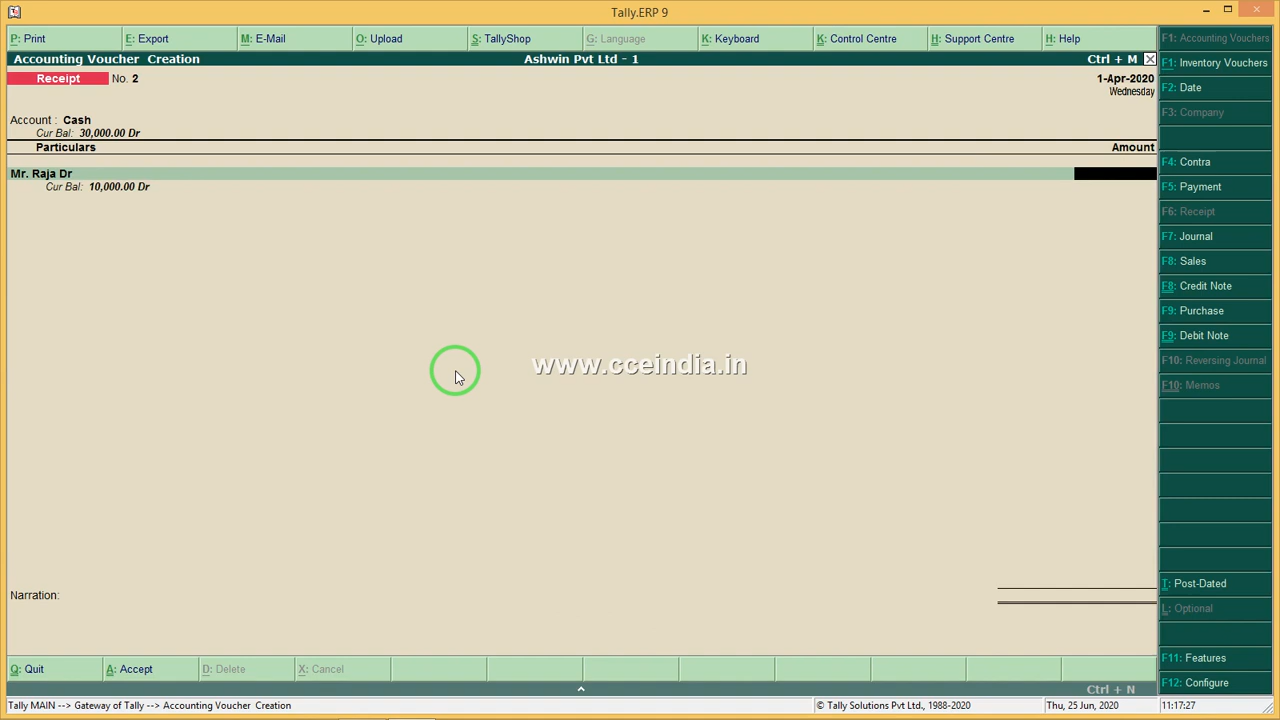 Tally.ERP 9
P: Print
E: Export
M: E-Mail
O: Upload
S: TallyShop
G: Language
K: Keyboard
K: Control Centre
H: Support Centre
H: Help
Accounting Voucher Creation
Ashwin Pvt Ltd - 1
Ctrl + M
Receipt No. 2
1-Apr-2020
Wednesday
Account : Cash
Cur Bal: 30,000.00 Dr
Particulars
Amount
Mr. Raja Dr
Cur Bal: 10,000.00 Dr
www.cceindia.in
Narration:
F1: Accounting Vouchers
F1: Inventory Vouchers
F2: Date
F3: Company
F4: Contra
F5: Payment
F6: Receipt
F7: Journal
F8: Sales
F8: Credit Note
F9: Purchase
F9: Debit Note
F10: Reversing Journal
F10: Memos
T: Post-Dated
L: Optional
F11: Features
F12: Configure
Q: Quit
A: Accept
D: Delete
X: Cancel
Ctrl + N
Tally MAIN --> Gateway of Tally --> Accounting Voucher Creation
© Tally Solutions Pvt Ltd., 1988-2020
Thu, 25 Jun, 2020
11:17:27